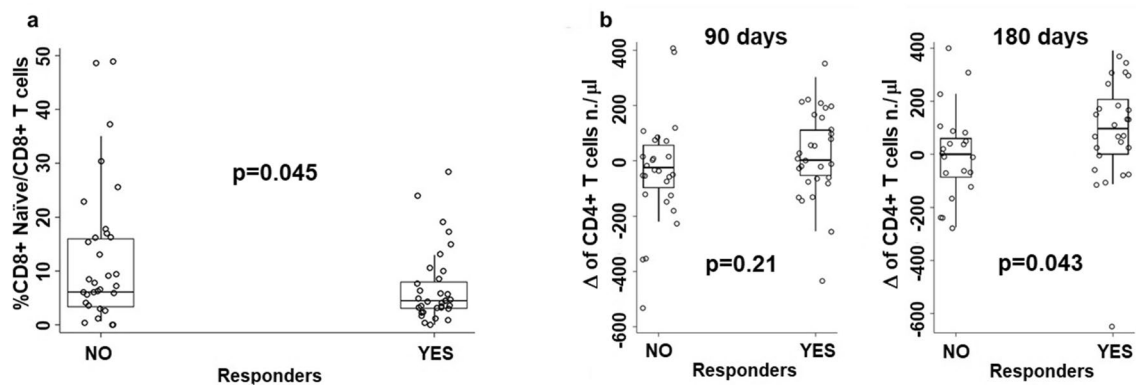 a
%CD8+ Naïve/CD8+ T cells
50
40
30
20
10
0
p=0.045
NO
YES
Responders
b
90 days
Δ of CD4+ T cells n./µl
400
200
0
-200
-400
-600
p=0.21
NO
YES
Responders
180 days
Δ of CD4+ T cells n./µl
400
200
0
-200
-400
-600
p=0.043
NO
YES
Responders